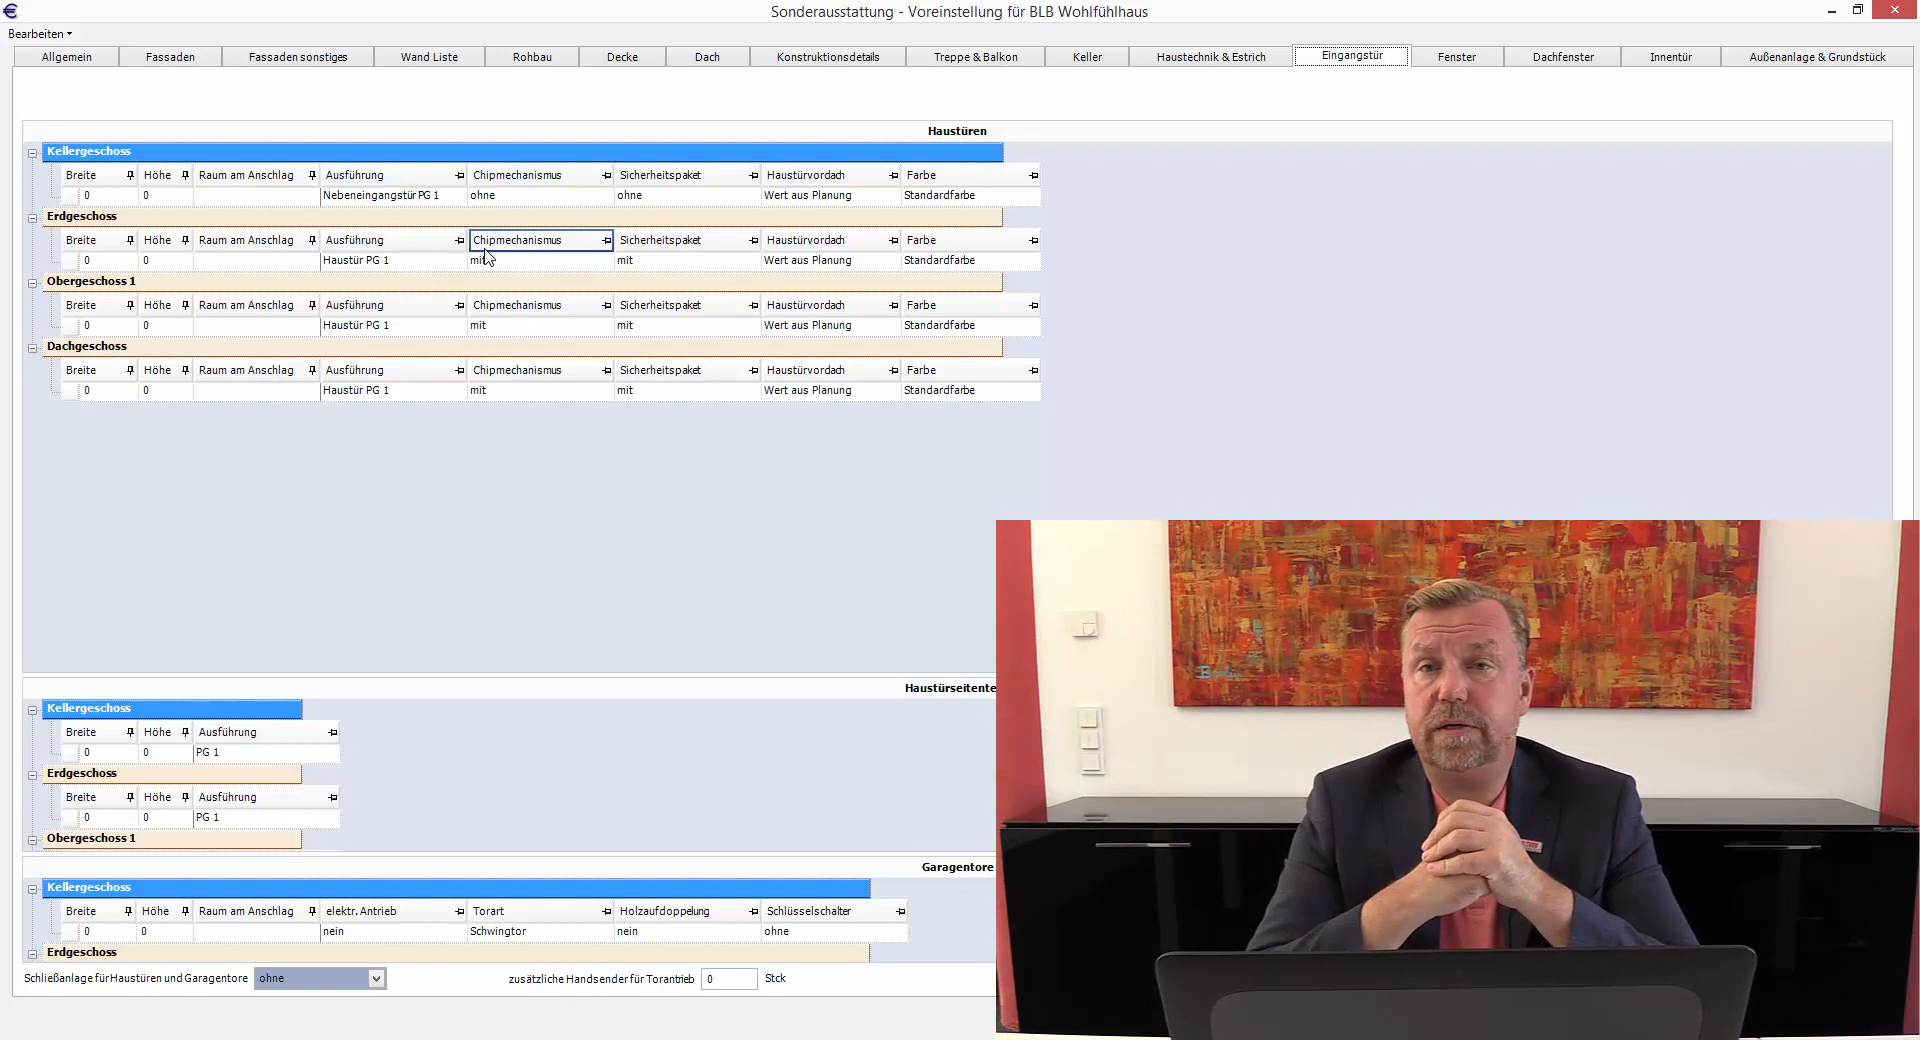 Sonderausstattung - Voreinstellung für BLB Wohlfühlhaus
Bearbeiten
Allgemein Fassaden Fassaden sonstiges Wand Liste Rohbau Decke Dach Konstruktionsdetails Treppe & Balkon Keller Haustechnik & Estrich Eingangstür Fenster Dachfenster Innentür Außenanlage & Grundstück
Haustüren
Kellergeschoss
Breite Höhe Raum am Anschlag Ausführung Chipmechanismus Sicherheitspaket Haustürvordach Farbe
0 0 Nebeneingangstür PG 1 ohne ohne Wert aus Planung Standardfarbe
Erdgeschoss
Breite Höhe Raum am Anschlag Ausführung Chipmechanismus Sicherheitspaket Haustürvordach Farbe
0 0 Haustür PG 1 mit mit Wert aus Planung Standardfarbe
Obergeschoss 1
Breite Höhe Raum am Anschlag Ausführung Chipmechanismus Sicherheitspaket Haustürvordach Farbe
0 0 Haustür PG 1 mit mit Wert aus Planung Standardfarbe
Dachgeschoss
Breite Höhe Raum am Anschlag Ausführung Chipmechanismus Sicherheitspaket Haustürvordach Farbe
0 0 Haustür PG 1 mit mit Wert aus Planung Standardfarbe
Haustürseitente
Kellergeschoss
Breite Höhe Ausführung
0 0 PG 1
Erdgeschoss
Breite Höhe Ausführung
0 0 PG 1
Obergeschoss 1
Garagentore
Kellergeschoss
Breite Höhe Raum am Anschlag elektr. Antrieb Torart Holzaufdoppelung Schlüsselschalter
0 0 nein Schwingtor nein ohne
Erdgeschoss
Schließanlage für Haustüren und Garagentore ohne zusätzliche Handsender für Torantrieb 0 Stck